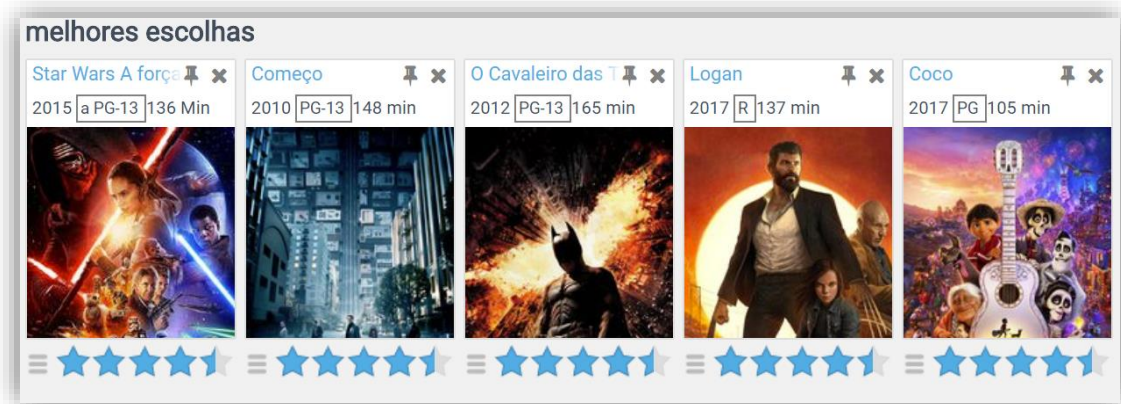 melhores escolhas
Star Wars A força
2015 a PG-13 136 Min
Começo
2010 PG-13 148 min
O Cavaleiro das T
2012 PG-13 165 min
Logan
2017 R 137 min
Coco
2017 PG 105 min